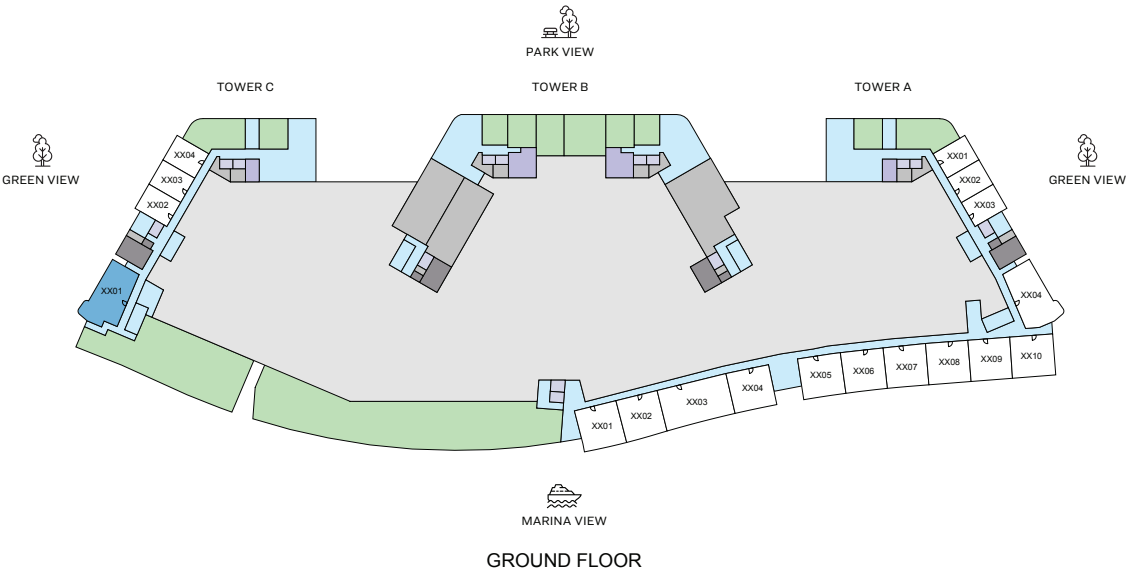 PARK VIEW
TOWER C
TOWER B
TOWER A
GREEN VIEW
GREEN VIEW
XX04
XX03
XX02
XX01
XX01
XX02
XX03
XX04
XX01
XX02
XX03
XX04
XX05
XX06
XX07
XX08
XX09
XX10
MARINA VIEW
GROUND FLOOR